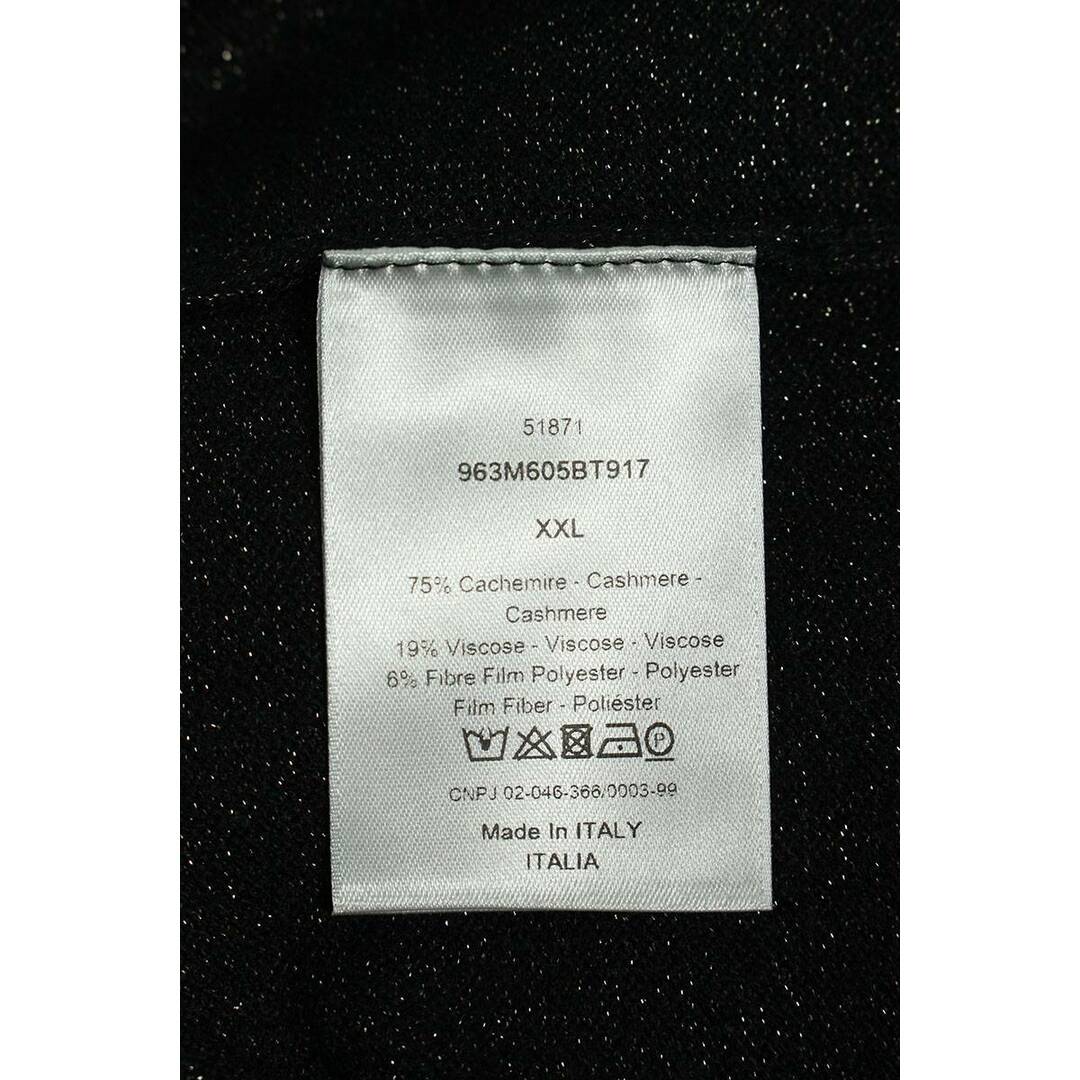 51871
963M605BT917
XXL
75% Cachemire - Cashmere -
Cashmere
19% Viscose - Viscose - Viscose
6% Fibre Film Polyester - Polyester
Film Fiber - Poliéster
P
CNPJ 02-046-366/0003-99
Made In ITALY
ITALIA